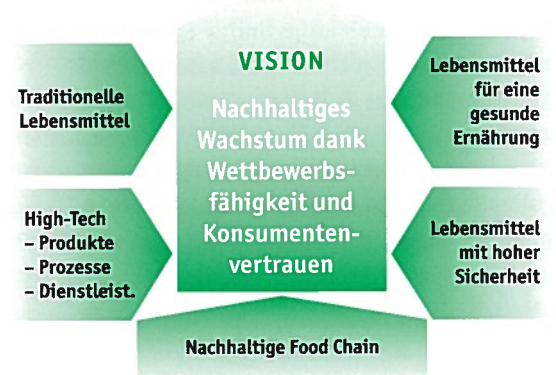 VISION
Nachhaltiges
Wachstum dank
Wettbewerbs-
fähigkeit und
Konsumenten-
vertrauen
Traditionelle
Lebensmittel
High-Tech
– Produkte
– Prozesse
– Dienstleist.
Lebensmittel
für eine
gesunde
Ernährung
Lebensmittel
mit hoher
Sicherheit
Nachhaltige Food Chain